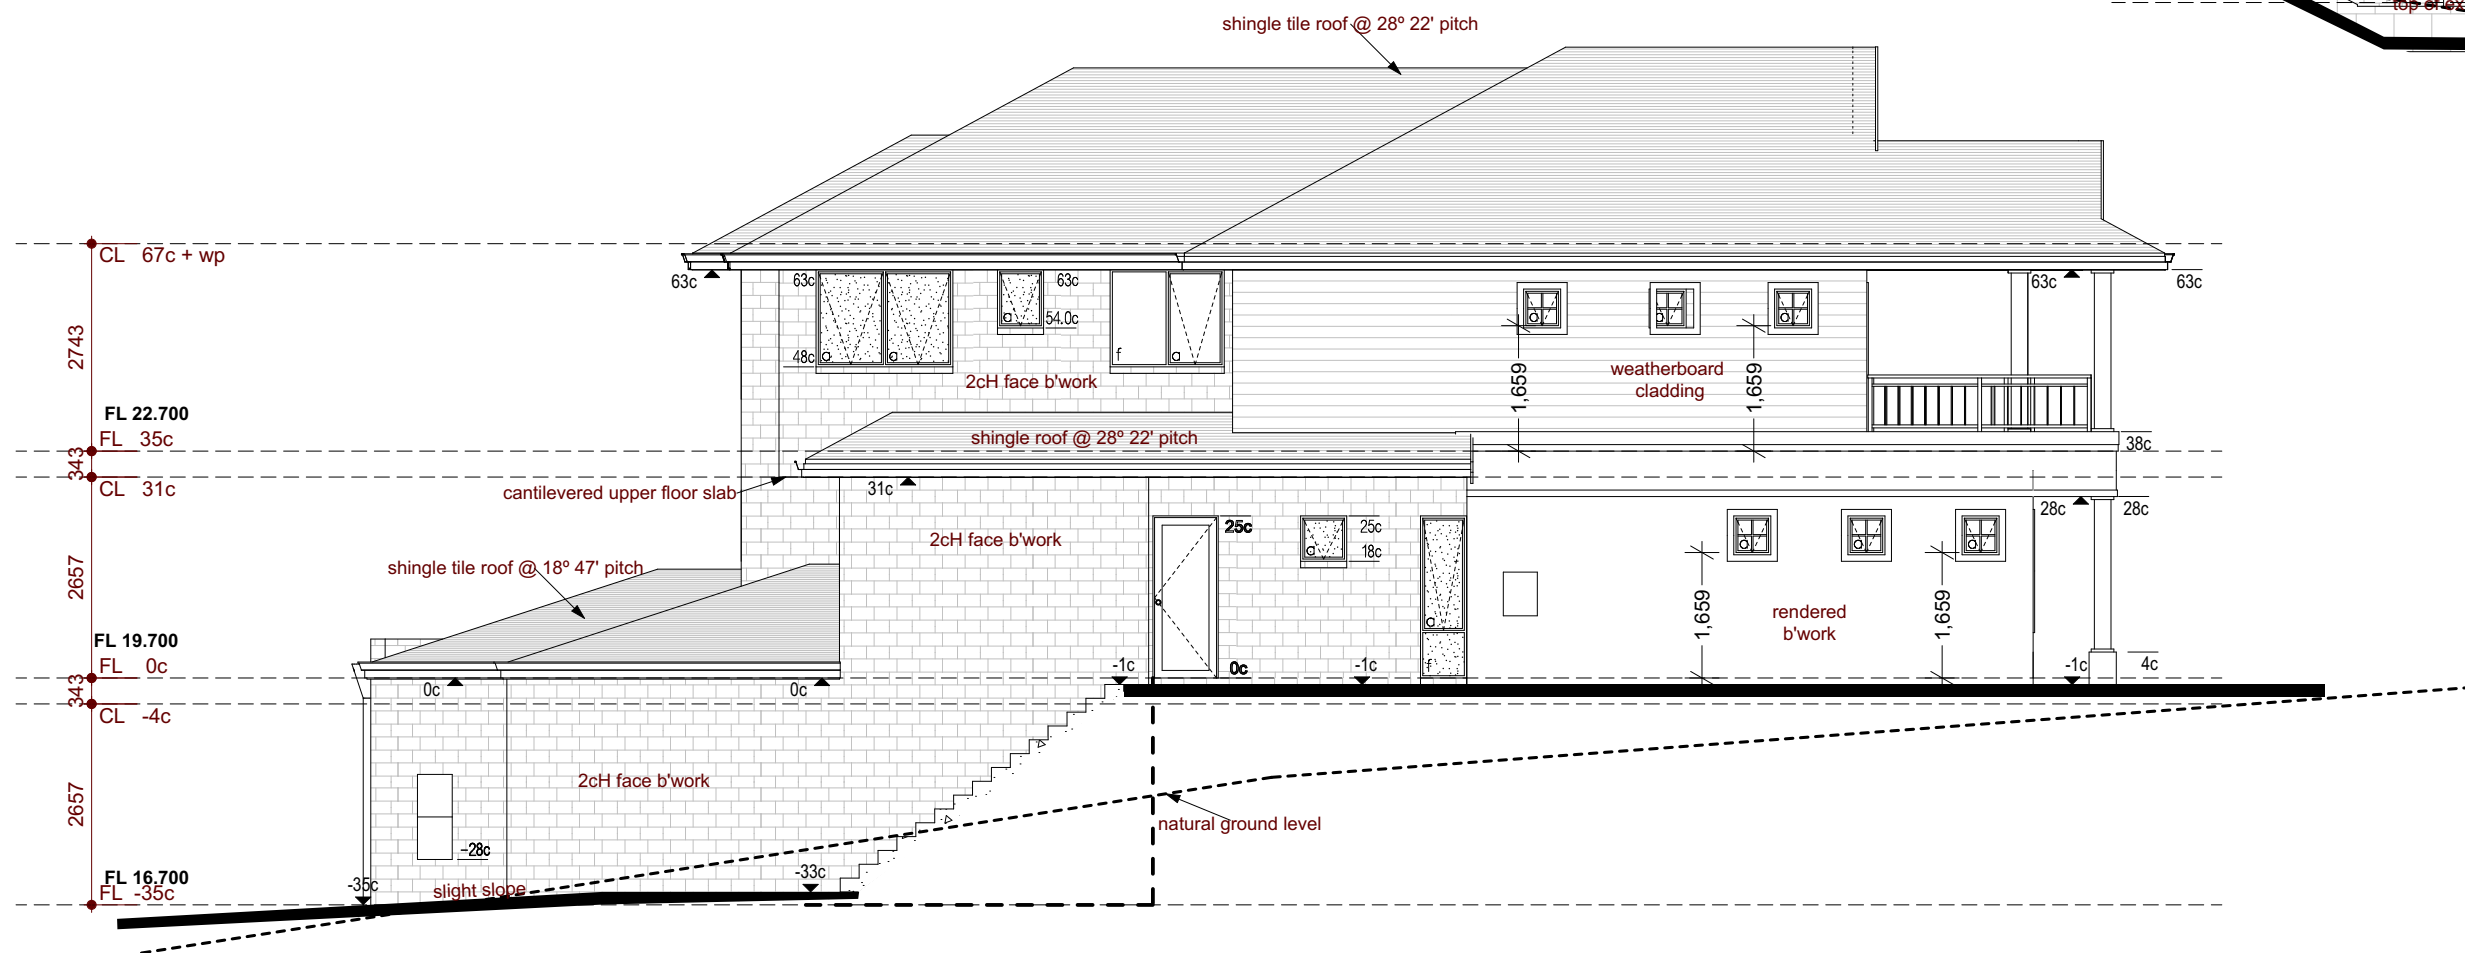 shingle tile roof @ 28º 22' pitch
CL 67c + wp
63c
63c
63c
63c
63c
54.0c
48c
a
a
a
f
a
a
a
a
2743
2cH face b'work
weatherboard
cladding
1,659
1,659
FL 22.700
FL 35c
shingle roof @ 28º 22' pitch
38c
343
CL 31c
cantilevered upper floor slab
31c
28c
28c
25c
25c
18c
2cH face b'work
a
a
a
a
a
shingle tile roof @ 18º 47' pitch
2657
1,659
1,659
rendered
b'work
FL 19.700
FL 0c
0c
0c
-1c
0c
-1c
f
-1c
4c
343
CL -4c
2cH face b'work
2657
natural ground level
-28c
FL 16.700
FL -35c
-35c
slight slope
-33c